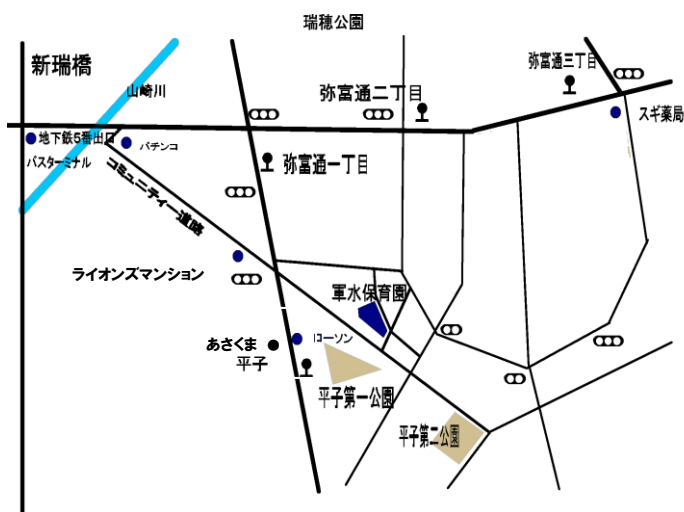 瑞穂公園
新瑞橋
山崎川
弥富通二丁目
弥富通三丁目
スギ薬局
地下鉄5番出口
バスターミナル
パチンコ
弥富通一丁目
コミュニティー道路
ライオンズマンション
軍水保育園
あさくま
平子
ローソン
平子第一公園
平子第二公園